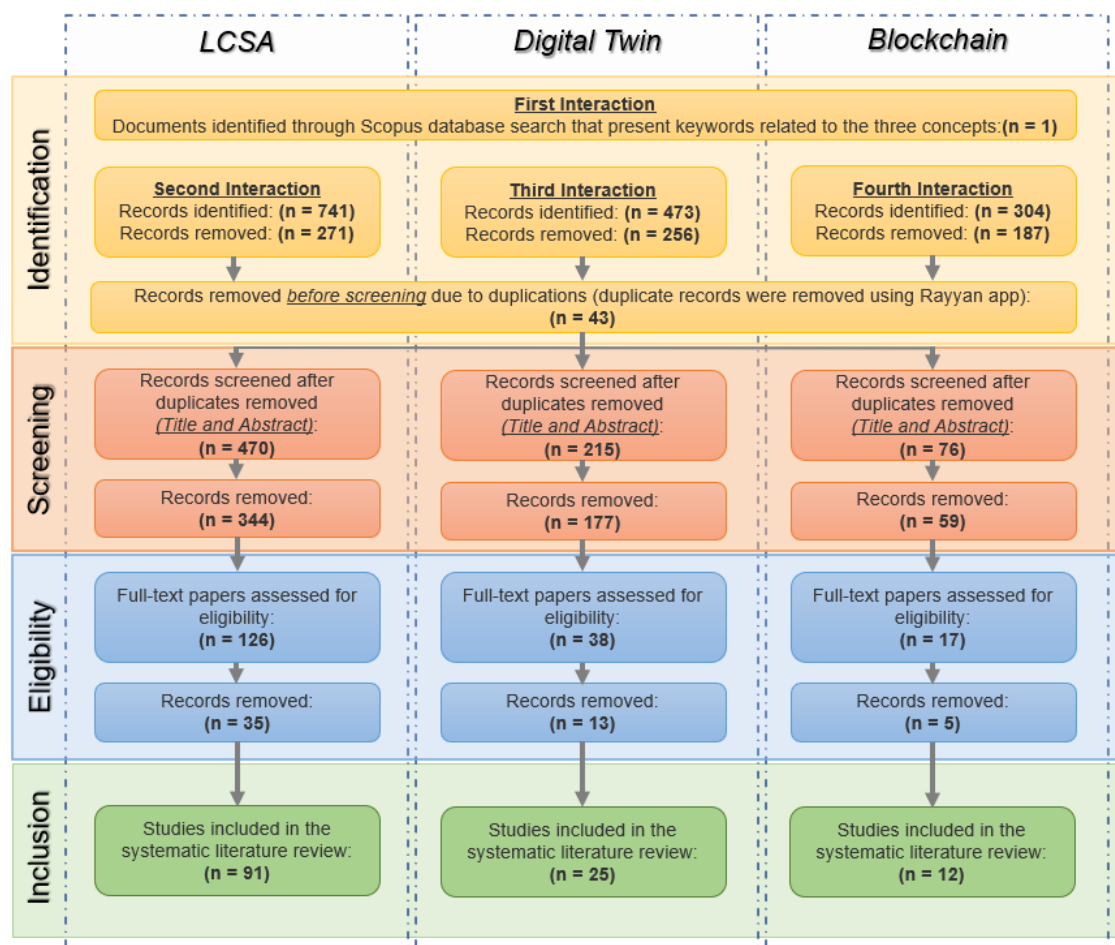 LCSA
Digital Twin
Blockchain
Identification
First Interaction
Documents identified through Scopus database search that present keywords related to the three concepts:(n = 1)
Second Interaction
Records identified: (n = 741)
Records removed: (n = 271)
Third Interaction
Records identified: (n = 473)
Records removed: (n = 256)
Fourth Interaction
Records identified: (n = 304)
Records removed: (n = 187)
Records removed before screening due to duplications (duplicate records were removed using Rayyan app):
(n = 43)
Screening
Records screened after
duplicates removed
(Title and Abstract):
(n = 470)
Records screened after
duplicates removed
(Title and Abstract):
(n = 215)
Records screened after
duplicates removed
(Title and Abstract):
(n = 76)
Records removed:
(n = 344)
Records removed:
(n = 177)
Records removed:
(n = 59)
Eligibility
Full-text papers assessed for
eligibility:
(n = 126)
Full-text papers assessed for
eligibility:
(n = 38)
Full-text papers assessed for
eligibility:
(n = 17)
Records removed:
(n = 35)
Records removed:
(n = 13)
Records removed:
(n = 5)
Inclusion
Studies included in the
systematic literature review:
(n = 91)
Studies included in the
systematic literature review:
(n = 25)
Studies included in the
systematic literature review:
(n = 12)